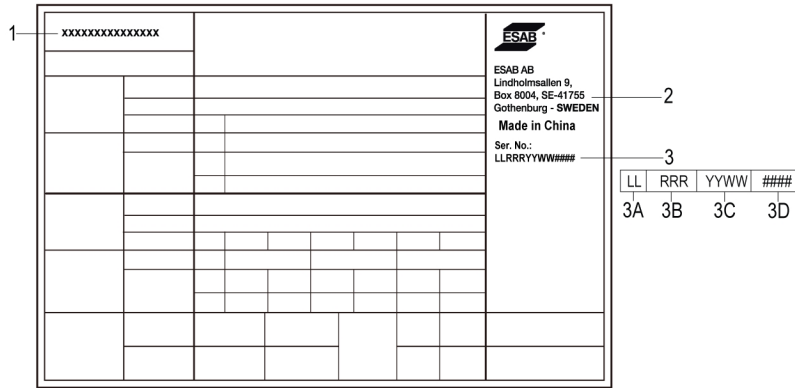 1
xxxxxxxxxxxxxxx
ESAB
ESAB AB
Lindholmsallen 9,
Box 8004, SE-41755
Gothenburg - SWEDEN
2
Made in China
Ser. No.:
LLRRRYYWW####
3
LL RRR YYWW ####
3A 3B 3C 3D